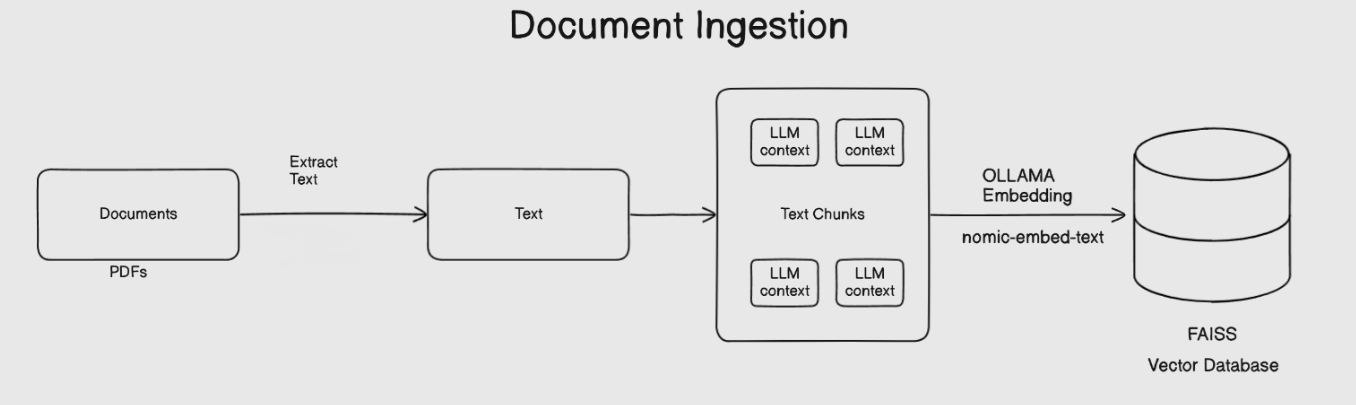 Document Ingestion
Documents
PDFs
Extract
Text
Text
LLM
context
LLM
context
Text Chunks
LLM
context
LLM
context
OLLAMA
Embedding
nomic-embed-text
FAISS
Vector Database